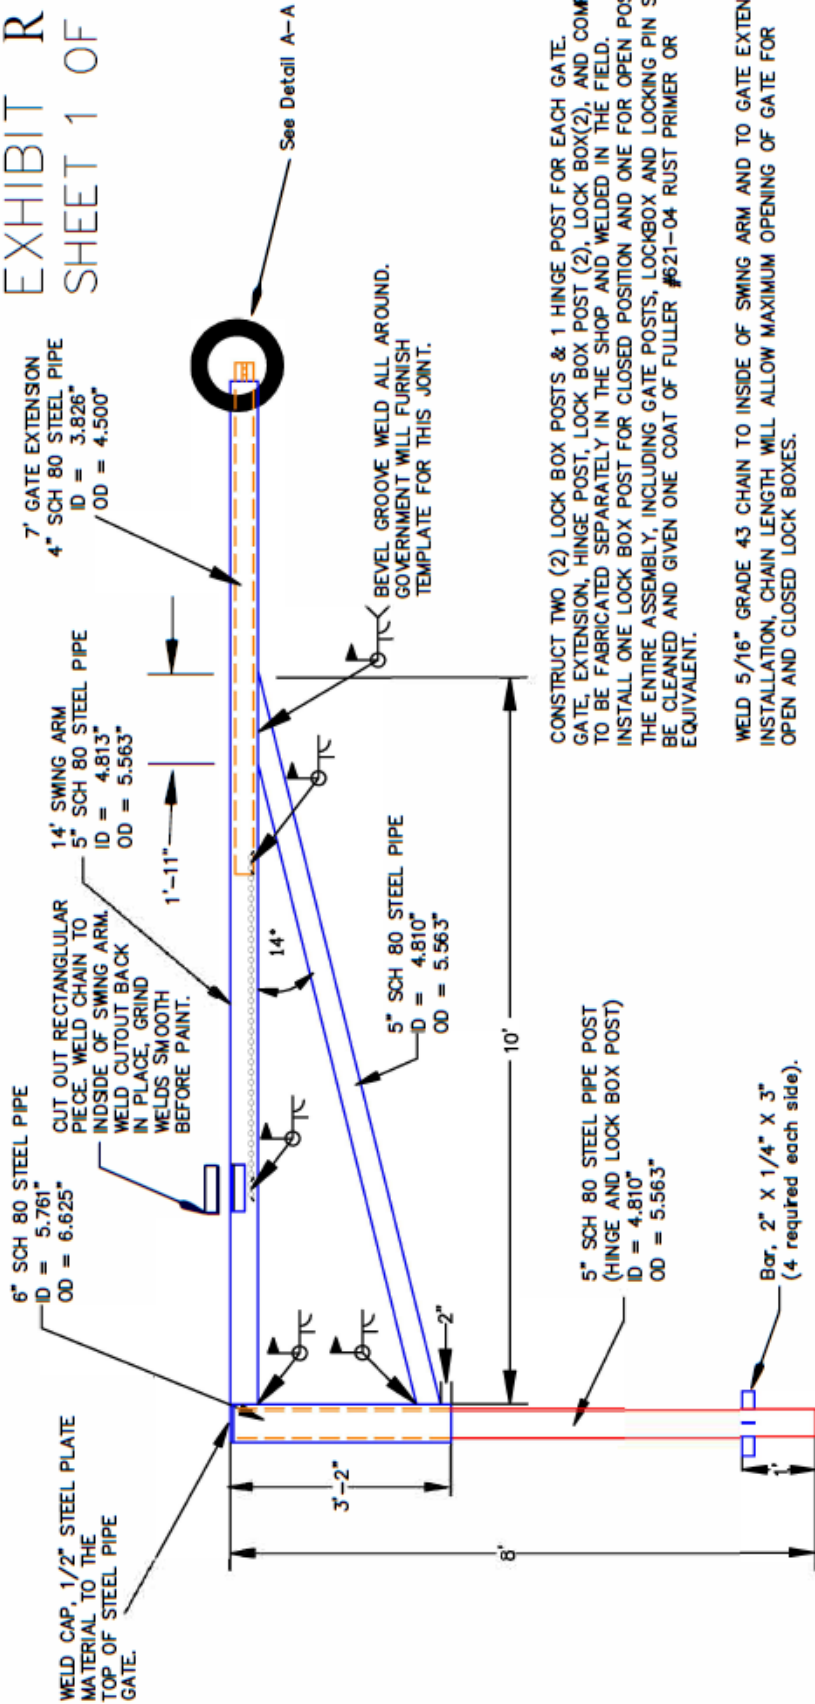 EXHIBIT R
SHEET 1 OF
WELD CAP, 1/2" STEEL PLATE
MATERIAL TO THE
TOP OF STEEL PIPE
GATE.
6" SCH 80 STEEL PIPE
ID = 5.761"
OD = 6.625"
CUT OUT RECTANGLULAR
PIECE. WELD CHAIN TO
INDSIDE OF SWING ARM.
WELD CUTOUT BACK
IN PLACE, GRIND
WELDS SMOOTH
BEFORE PAINT.
14' SWING ARM
5" SCH 80 STEEL PIPE
ID = 4.813"
OD = 5.563"
1'-11"
7' GATE EXTENSION
4" SCH 80 STEEL PIPE
ID = 3.826"
OD = 4.500"
See Detail A-A
BEVEL GROOVE WELD ALL AROUND.
GOVERNMENT WILL FURNISH
TEMPLATE FOR THIS JOINT.
14°
5" SCH 80 STEEL PIPE
ID = 4.810"
OD = 5.563"
2"
3'-2"
10'
8'
5" SCH 80 STEEL PIPE POST
(HINGE AND LOCK BOX POST)
ID = 4.810"
OD = 5.563"
1'
Bar, 2" X 1/4" X 3"
(4 required each side).
CONSTRUCT TWO (2) LOCK BOX POSTS & 1 HINGE POST FOR EACH GATE.
GATE, EXTENSION, HINGE POST, LOCK BOX POST (2), LOCK BOX(2), AND
TO BE FABRICATED SEPARATELY IN THE SHOP AND WELDED IN THE FIELD.
INSTALL ONE LOCK BOX POST FOR CLOSED POSITION AND ONE FOR OPEN
THE ENTIRE ASSEMBLY, INCLUDING GATE POSTS, LOCKBOX AND LOCKING PIN
BE CLEANED AND GIVEN ONE COAT OF FULLER #621-04 RUST PRIMER OR
EQUIVALENT.
WELD 5/16" GRADE 43 CHAIN TO INSIDE OF SWING ARM AND TO GATE
INSTALLATION, CHAIN LENGTH WILL ALLOW MAXIMUM OPENING OF GATE FOR
OPEN AND CLOSED LOCK BOXES.